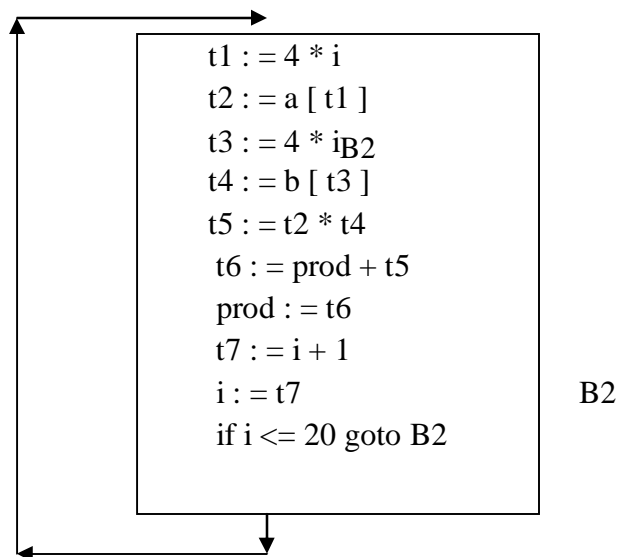 t1 : = 4 * i
t2 : = a [ t1 ]
t3 : = 4 * iB2
t4 : = b [ t3 ]
t5 : = t2 * t4
t6 : = prod + t5
prod : = t6
t7 : = i + 1
i : = t7 B2
if i <= 20 goto B2